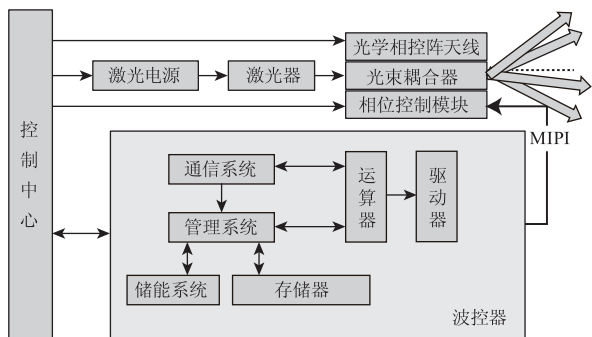 控制中心
光学相控阵天线
激光电源
激光器
光束耦合器
相位控制模块
MIPI
通信系统
运算器
驱动器
管理系统
储能系统
存储器
波控器